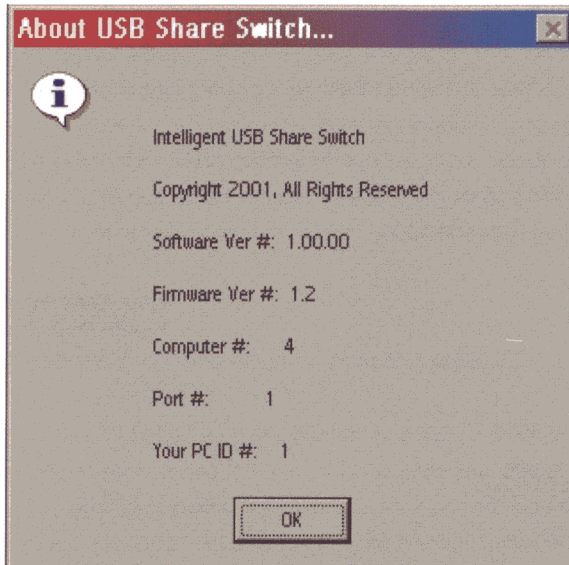 About USB Share Switch...
Intelligent USB Share Switch
Copyright 2001, All Rights Reserved
Software Ver #: 1.00.00
Firmware Ver #: 1.2
Computer #: 4
Port #: 1
Your PC ID #: 1
OK